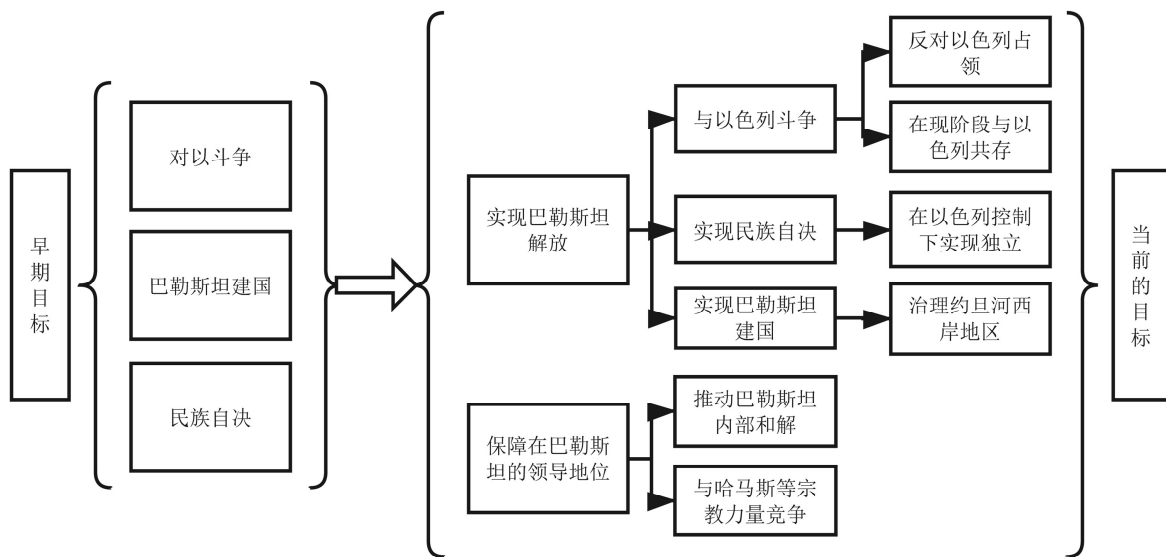 早期目标
对以斗争
巴勒斯坦建国
民族自决
实现巴勒斯坦
解放
与以色列斗争
反对以色列占
领
在现阶段与以
色列共存
实现民族自决
在以色列控制
下实现独立
实现巴勒斯坦
建国
治理约旦河西
岸地区
保障在巴勒斯
坦的领导地位
推动巴勒斯坦
内部和解
与哈马斯等宗
教力量竞争
当前的目标